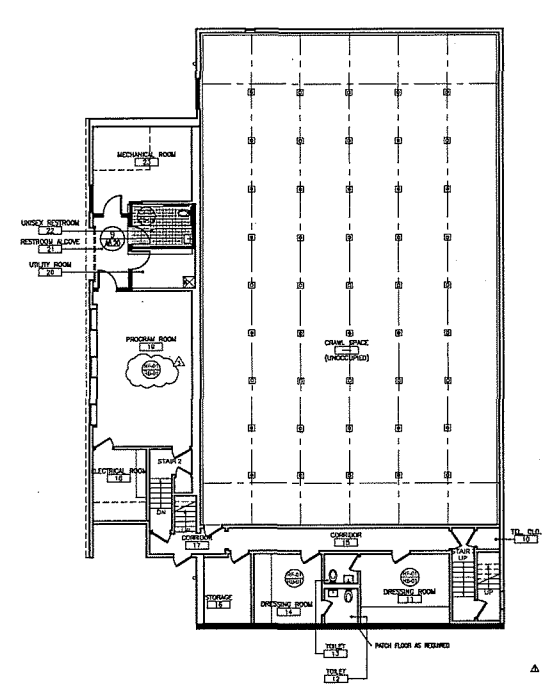 MECHANICAL ROOM
23
UNISEX RESTROOM
22
RESTROOM ALCOVE
21
UTILITY ROOM
20
PROGRAM ROOM
19
CRAWL SPACE
(UNOCCUPIED)
STAIR 2
ELECTRICAL ROOM
18
DN
CORRIDOR
17
CORRIDOR
15
TEL. CLO.
10
STAIR
UP
UP
STORAGE
16
DRESSING ROOM
14
DRESSING ROOM
11
TOILET
13
TOILET
12
PATCH FLOOR AS REQUIRED